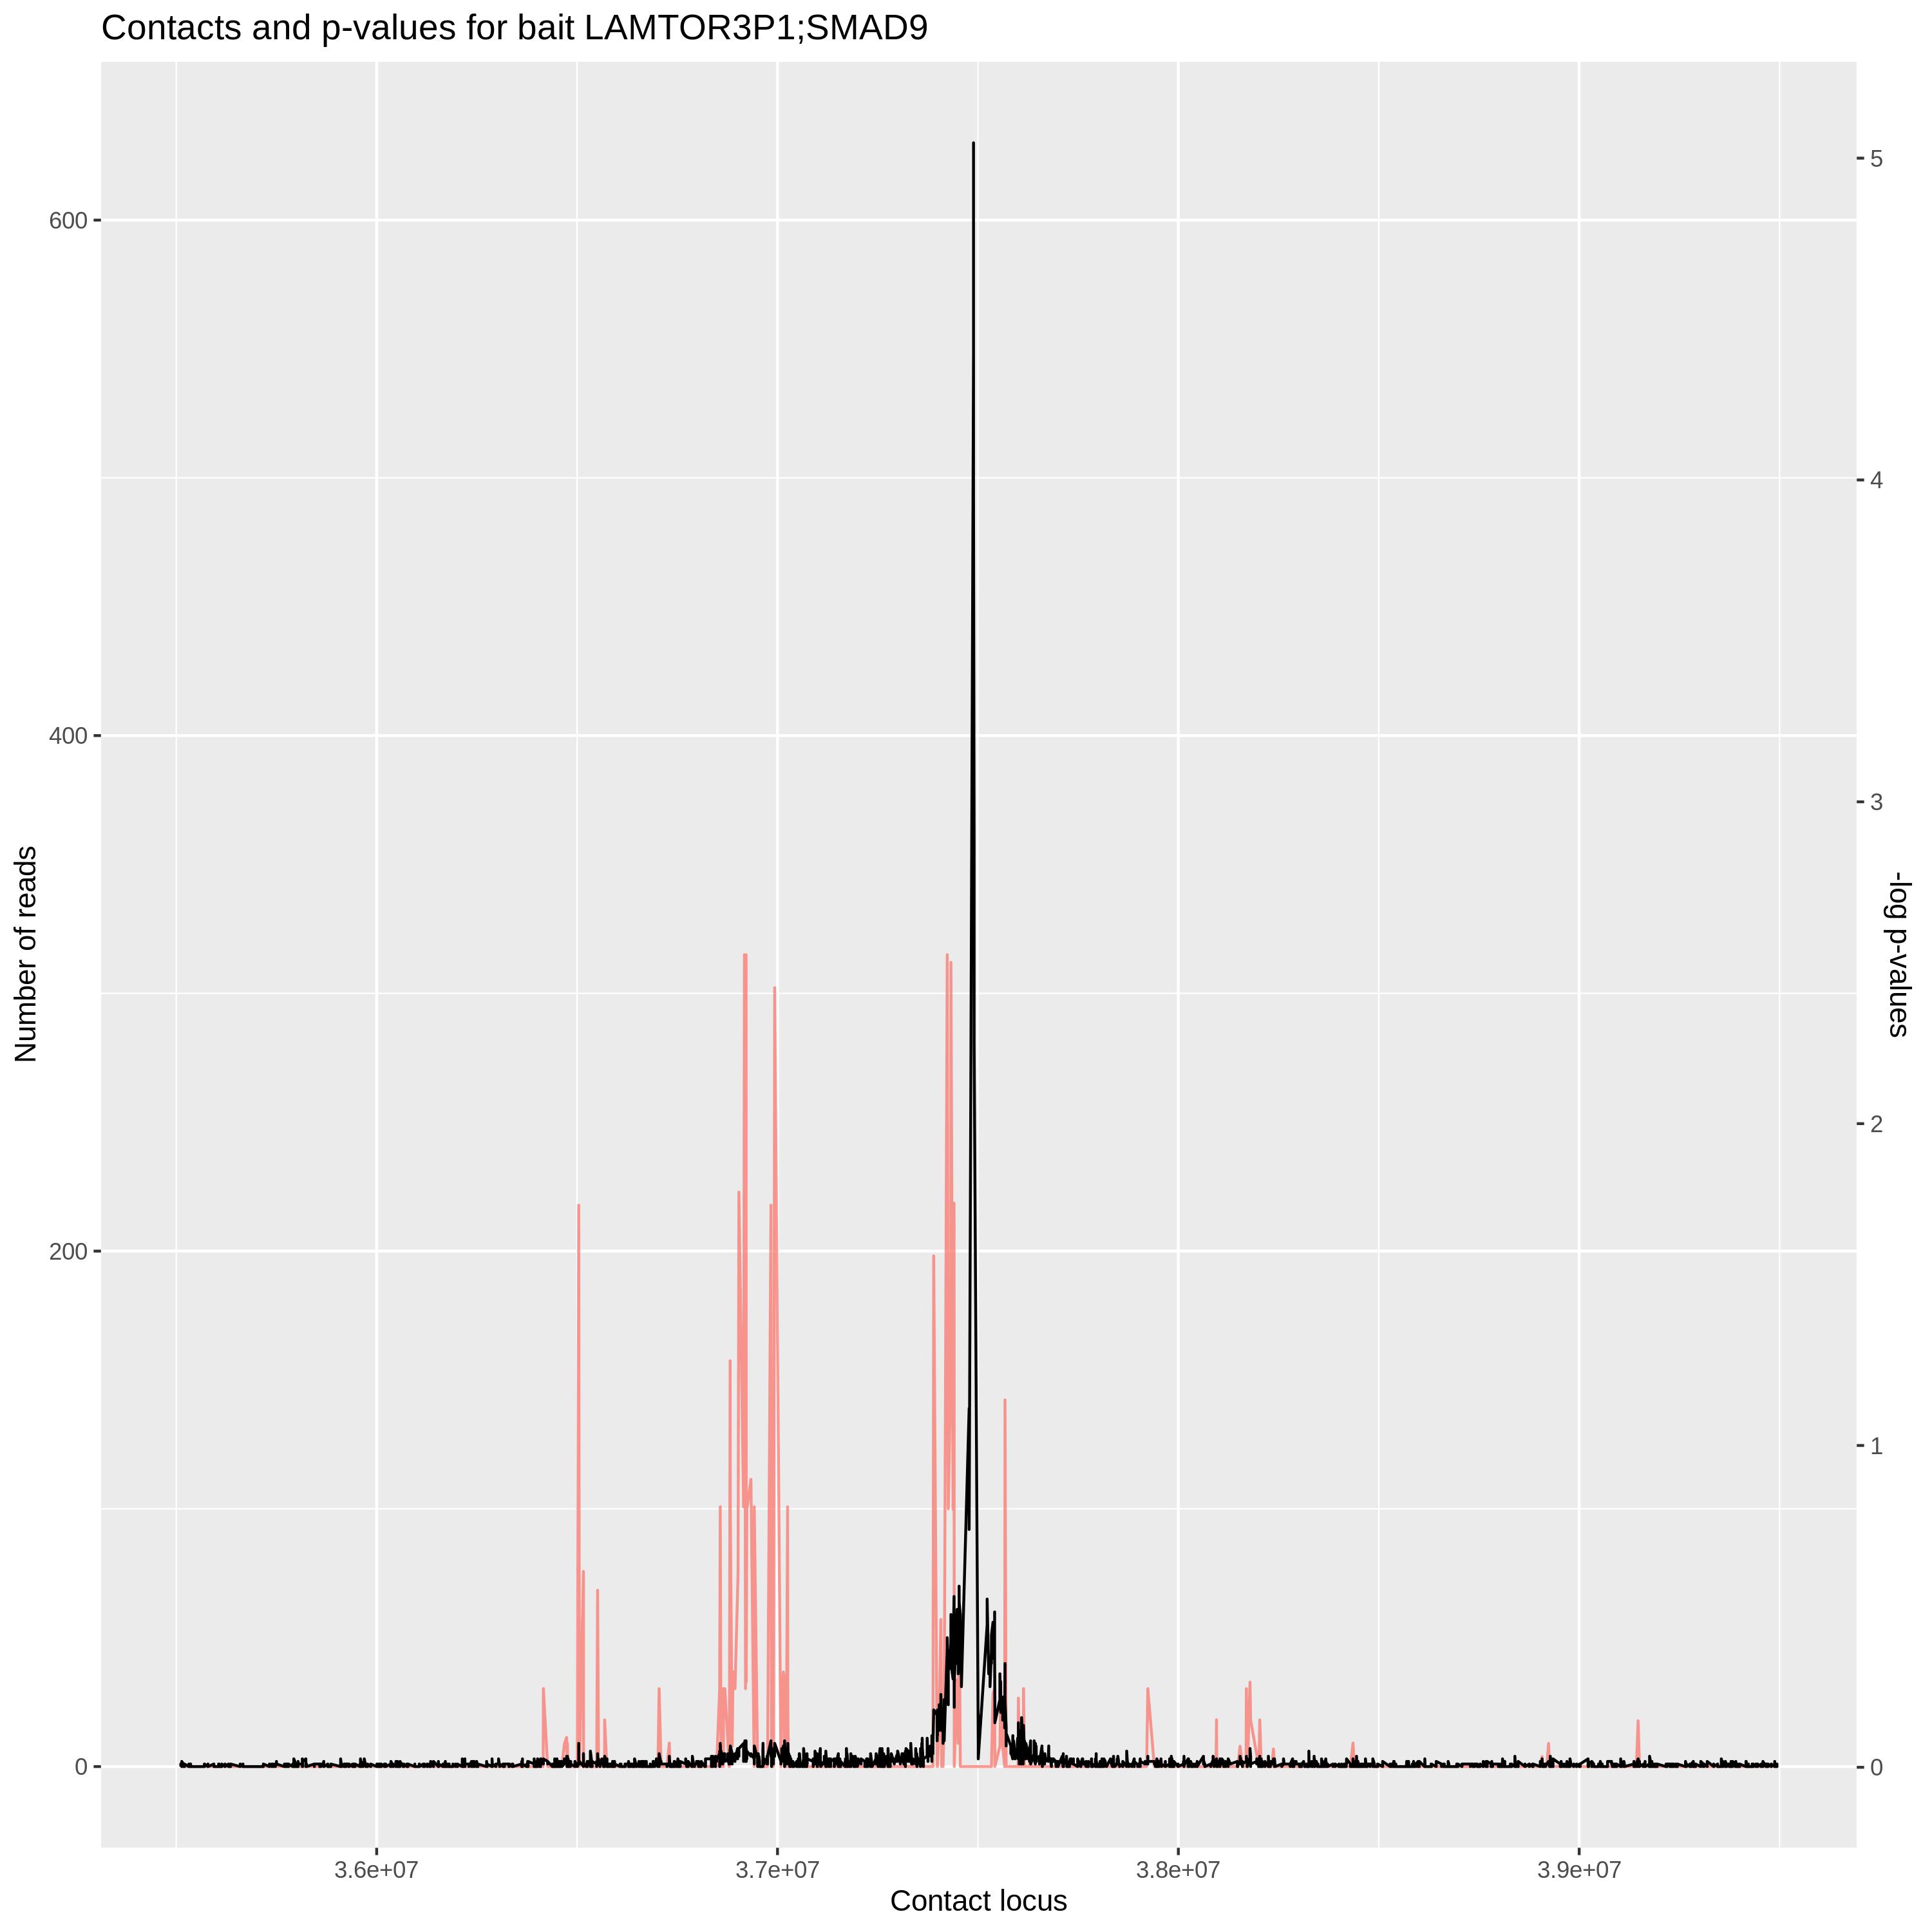 Contacts and p-values for bait LAMTOR3P1;SMAD9
600
400
200
0
Number of reads
5
4
3
2
1
0
-log p-values
3.6e+07
3.7e+07
3.8e+07
3.9e+07
Contact locus